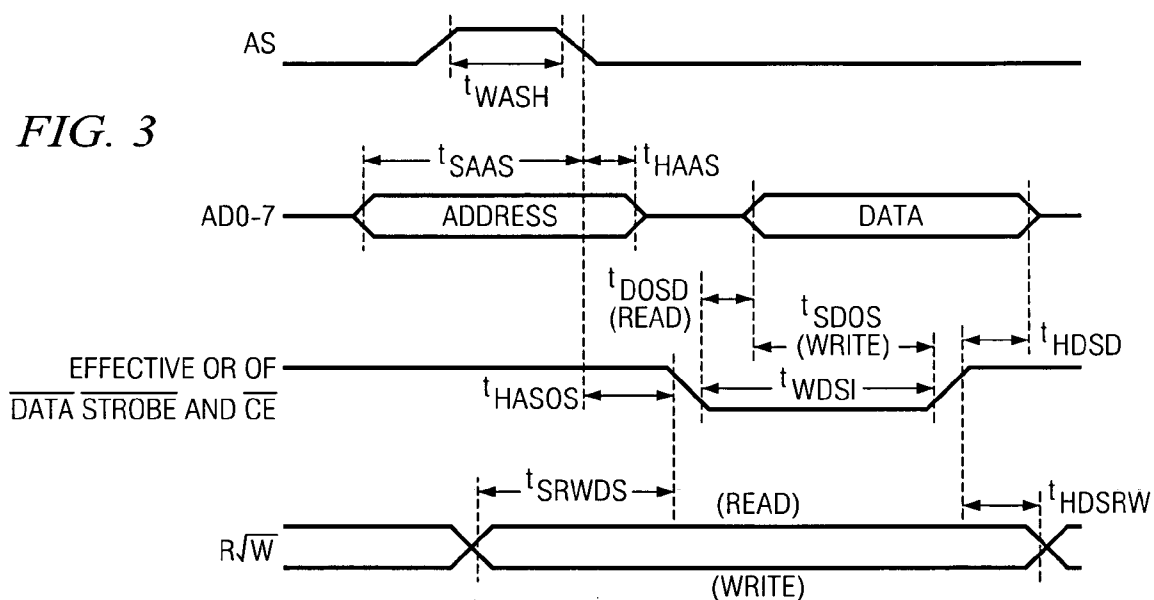 AS
tWASH
FIG. 3
tSAAS
tHAAS
AD0-7
ADDRESS
DATA
tDOSD
(READ)
tSDOS
(WRITE)
tHDSD
EFFECTIVE OR OF
DATA STROBE AND CE
tHASOS
tWDSI
tSRWDS
(READ)
tHDSRW
R√W
(WRITE)